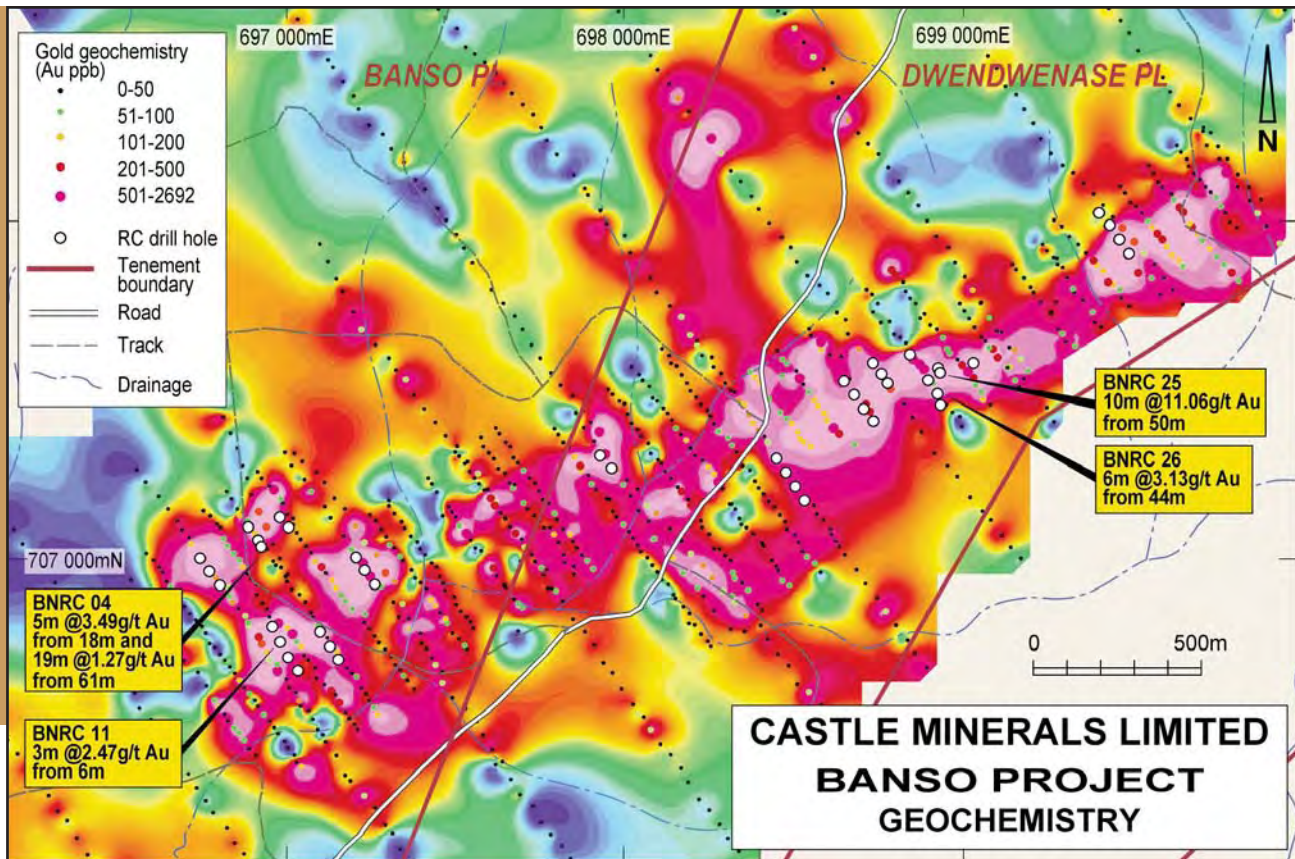 697 000mE
698 000mE
699 000mE
Gold geochemistry
(Au ppb)
0-50
51-100
101-200
201-500
501-2692
RC drill hole
Tenement
boundary
Road
Track
Drainage
BANSO PL
DWENDWENASE PL
N
BNRC 25
10m @11.06g/t Au
from 50m
BNRC 26
6m @3.13g/t Au
from 44m
707 000mN
BNRC 04
5m @3.49g/t Au
from 18m and
19m @1.27g/t Au
from 61m
BNRC 11
3m @2.47g/t Au
from 6m
0 500m
CASTLE MINERALS LIMITED
BANSO PROJECT
GEOCHEMISTRY